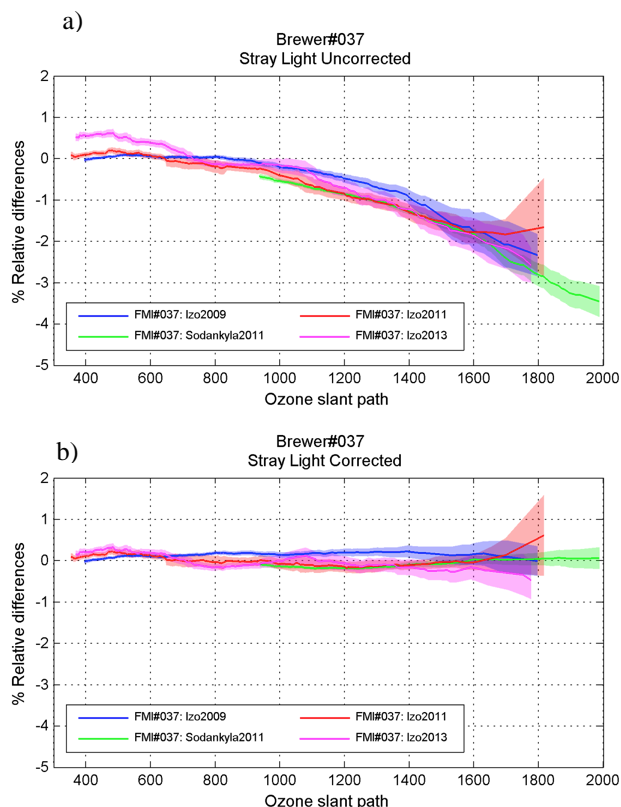 a)
Brewer#037
Stray Light Uncorrected
2
1
0
-1
-2
-3
-4
-5
% Relative differences
FMI#037: Izo2009
FMI#037: Izo2011
FMI#037: Sodankyla2011
FMI#037: Izo2013
400 600 800 1000 1200 1400 1600 1800 2000
Ozone slant path
b)
Brewer#037
Stray Light Corrected
2
1
0
-1
-2
-3
-4
-5
% Relative differences
FMI#037: Izo2009
FMI#037: Izo2011
FMI#037: Sodankyla2011
FMI#037: Izo2013
400 600 800 1000 1200 1400 1600 1800 2000
Ozone slant path